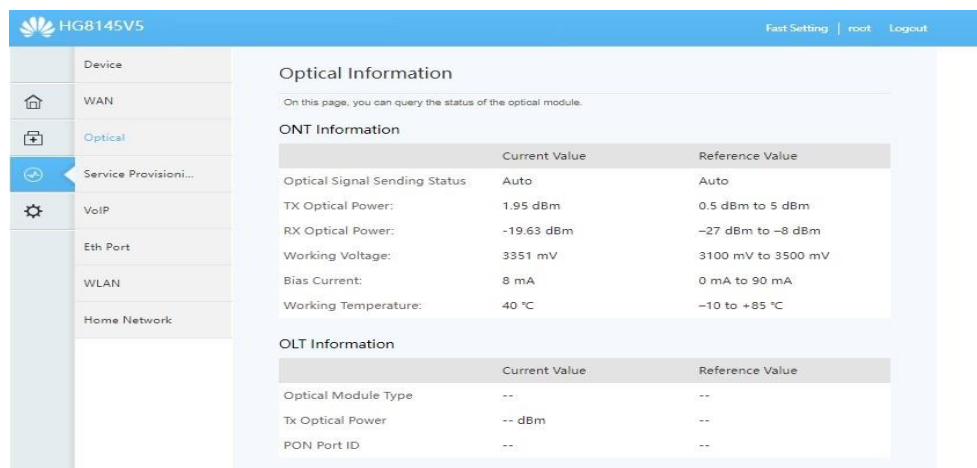 HG8145V5
Fast Setting | root Logout
Device
WAN
Optical
Service Provisioni...
VoIP
Eth Port
WLAN
Home Network
Optical Information
On this page, you can query the status of the optical module.
ONT Information
Current Value Reference Value
Optical Signal Sending Status Auto Auto
TX Optical Power: 1.95 dBm 0.5 dBm to 5 dBm
RX Optical Power: -19.63 dBm −27 dBm to −8 dBm
Working Voltage: 3351 mV 3100 mV to 3500 mV
Bias Current: 8 mA 0 mA to 90 mA
Working Temperature: 40 ℃ −10 to +85 ℃
OLT Information
Current Value Reference Value
Optical Module Type -- --
Tx Optical Power -- dBm --
PON Port ID -- --